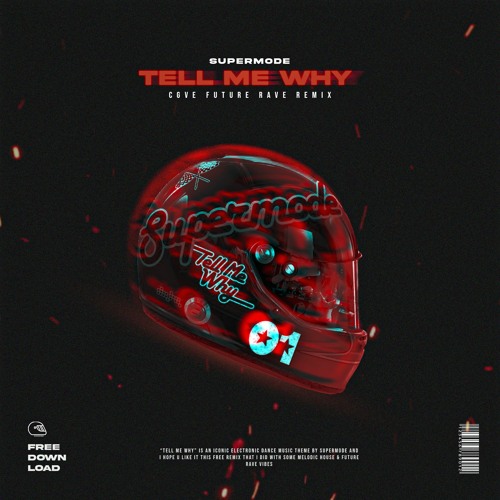 SUPERMODE
TELL ME WHY
CGVE FUTURE RAVE REMIX
Supermode
Tell Me
Why
01
FREE
DOWN
LOAD
"TELL ME WHY" IS AN ICONIC ELECTRONIC DANCE MUSIC THEME BY SUPERMODE AND
I HOPE U LIKE IT THIS FREE REMIX THAT I DID WITH SOME MELODIC HOUSE & FUTURE
RAVE VIBES